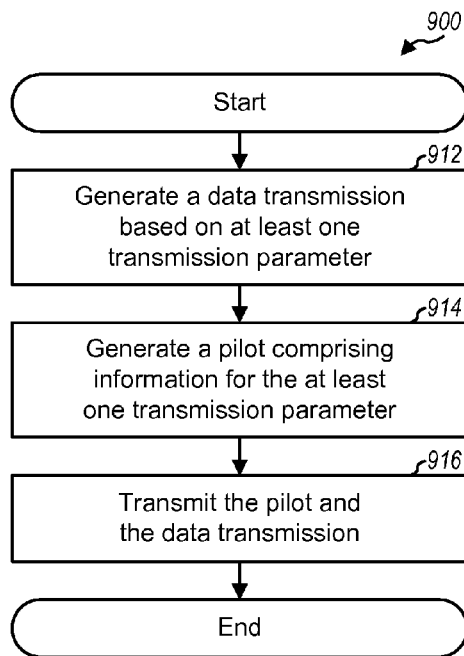 900
Start
912
Generate a data transmission
based on at least one
transmission parameter
914
Generate a pilot comprising
information for the at least
one transmission parameter
916
Transmit the pilot and
the data transmission
End